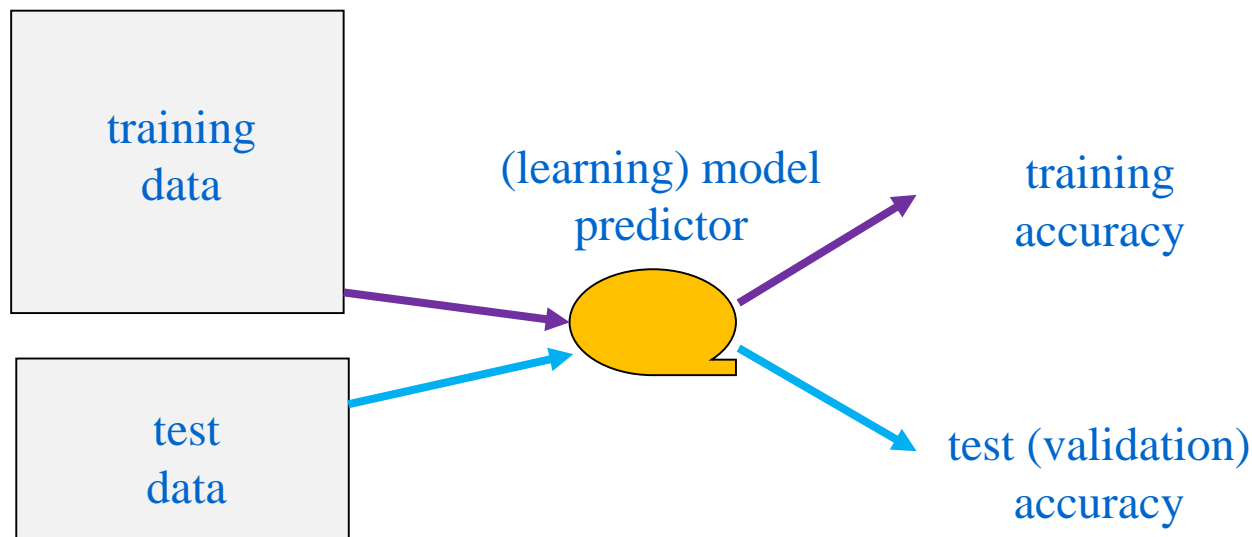 training
data
(learning) model
predictor
training
accuracy
test
data
test (validation)
accuracy